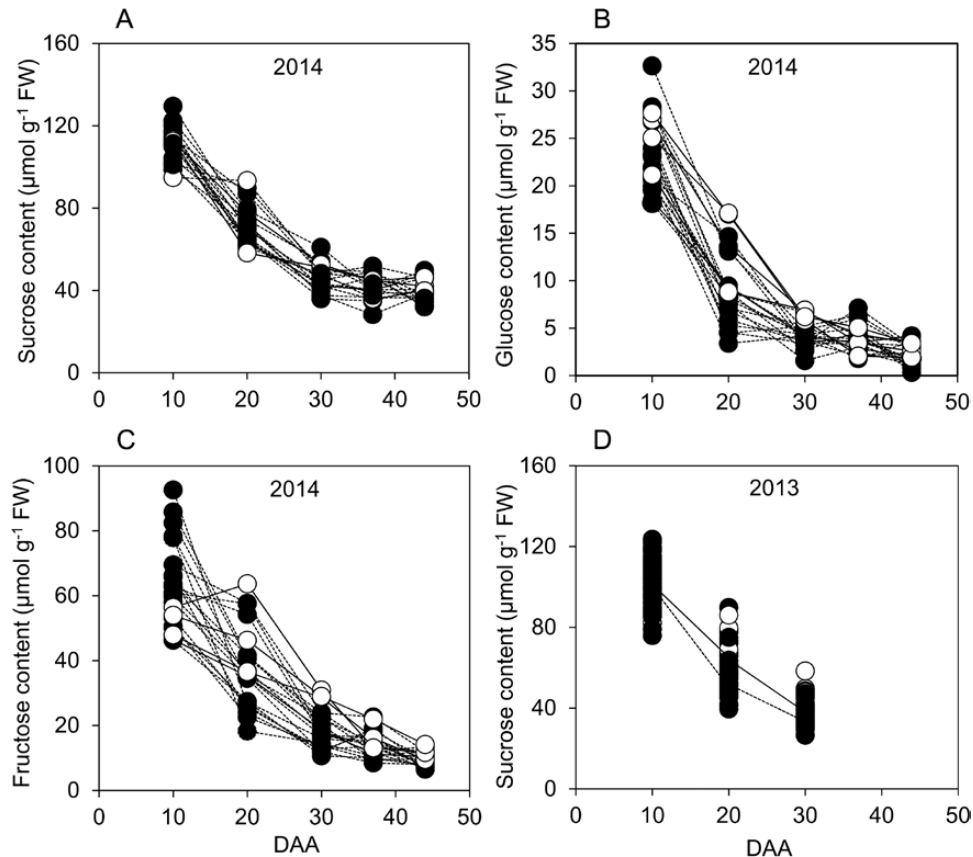 A
2014
Sucrose content (µmol g⁻¹ FW)
160
120
80
40
0
0 10 20 30 40 50
B
2014
Glucose content (µmol g⁻¹ FW)
35
30
25
20
15
10
5
0
0 10 20 30 40 50
C
2014
Fructose content (µmol g⁻¹ FW)
100
80
60
40
20
0
0 10 20 30 40 50
DAA
D
2013
Sucrose content (µmol g⁻¹ FW)
160
120
80
40
0
0 10 20 30 40 50
DAA